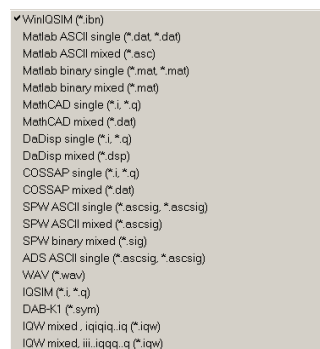 WinIQSIM (*.ibn)
Matlab ASCII single (*.dat, *.dat)
Matlab ASCII mixed (*.asc)
Matlab binary single (*.mat, *.mat)
Matlab binary mixed (*.mat)
MathCAD single (*.i, *.q)
MathCAD mixed (*.dat)
DaDisp single (*.i, *.q)
DaDisp mixed (*.dsp)
COSSAP single (*.i, *.q)
COSSAP mixed (*.dat)
SPW ASCII single (*.ascsig, *.ascsig)
SPW ASCII mixed (*.ascsig)
SPW binary mixed (*.sig)
ADS ASCII single (*.ascsig, *.ascsig)
WAV (*.wav)
IQSIM (*.i, *.q)
DAB-K1 (*.sym)
IQW mixed , iqiqiq..iq (*.iqw)
IQW mixed, iii..iqqq..q (*.iqw)